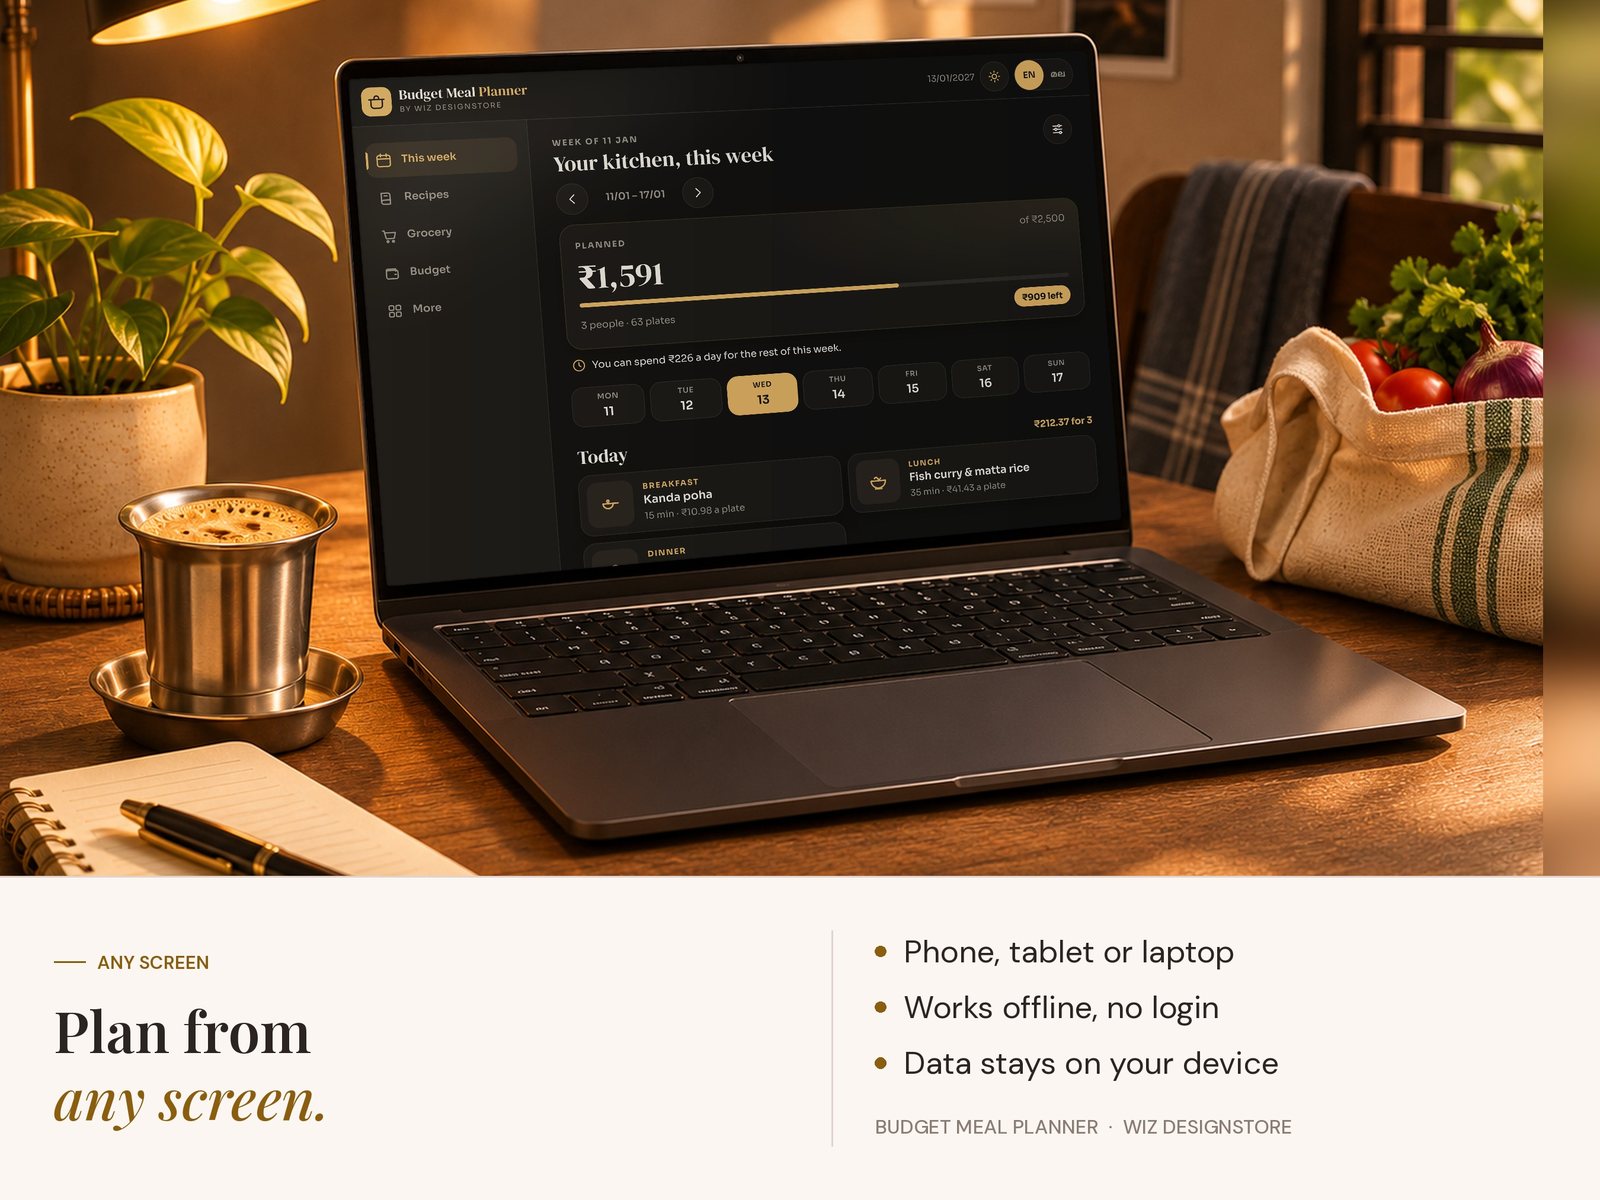 Budget Meal Planner
BY WIZ DESIGNSTORE
13/01/2027
EN
മല
This week
Recipes
Grocery
Budget
More
WEEK OF 11 JAN
Your kitchen, this week
11/01 – 17/01
PLANNED
of ₹2,500
₹1,591
₹909 left
3 people · 63 plates
You can spend ₹226 a day for the rest of this week.
MON 11
TUE 12
WED 13
THU 14
FRI 15
SAT 16
SUN 17
Today
₹212.37 for 3
BREAKFAST
Kanda poha
15 min · ₹10.98 a plate
LUNCH
Fish curry & matta rice
35 min · ₹41.43 a plate
DINNER
ANY SCREEN
Plan from
any screen.
Phone, tablet or laptop
Works offline, no login
Data stays on your device
BUDGET MEAL PLANNER · WIZ DESIGNSTORE